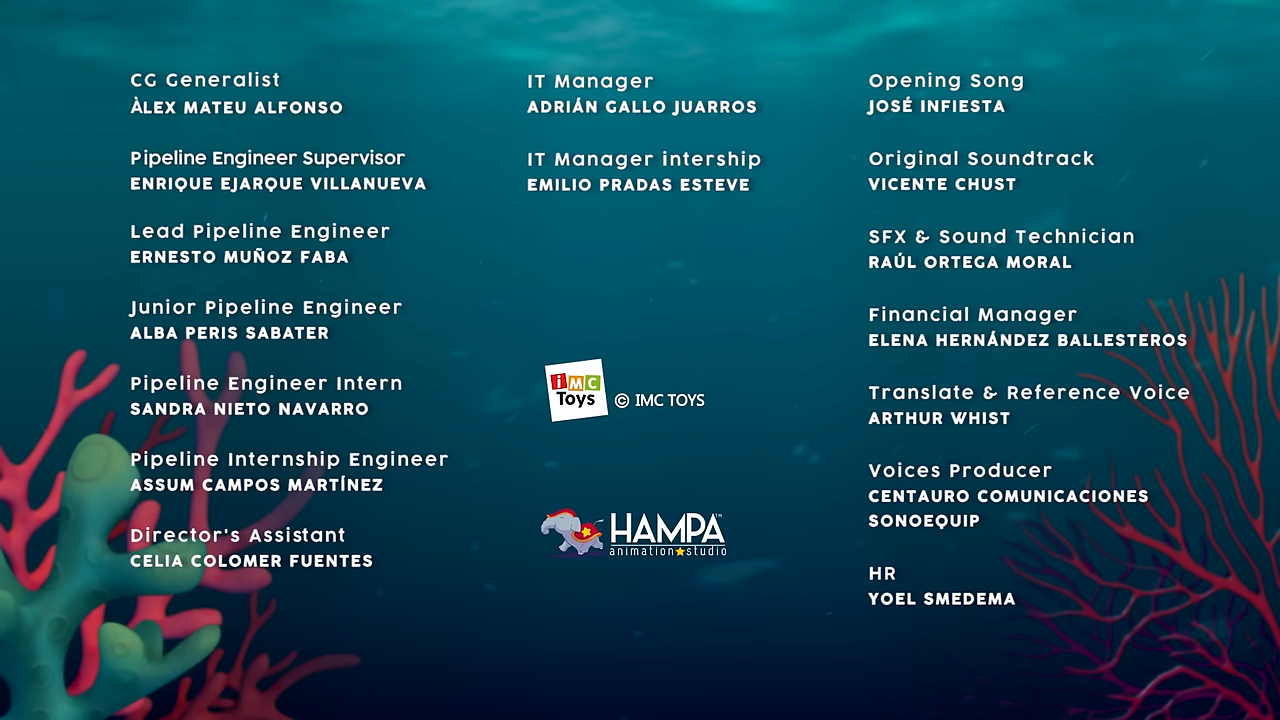 CG Generalist
ÀLEX MATEU ALFONSO
Pipeline Engineer Supervisor
ENRIQUE EJARQUE VILLANUEVA
Lead Pipeline Engineer
ERNESTO MUÑOZ FABA
Junior Pipeline Engineer
ALBA PERIS SABATER
Pipeline Engineer Intern
SANDRA NIETO NAVARRO
Pipeline Internship Engineer
ASSUM CAMPOS MARTÍNEZ
Director's Assistant
CELIA COLOMER FUENTES
IT Manager
ADRIÁN GALLO JUARROS
IT Manager intership
EMILIO PRADAS ESTEVE
iMC
Toys
© IMC TOYS
HAMPA™
animation studio
Opening Song
JOSÉ INFIESTA
Original Soundtrack
VICENTE CHUST
SFX & Sound Technician
RAÚL ORTEGA MORAL
Financial Manager
ELENA HERNÁNDEZ BALLESTEROS
Translate & Reference Voice
ARTHUR WHIST
Voices Producer
CENTAURO COMUNICACIONES
SONOEQUIP
HR
YOEL SMEDEMA